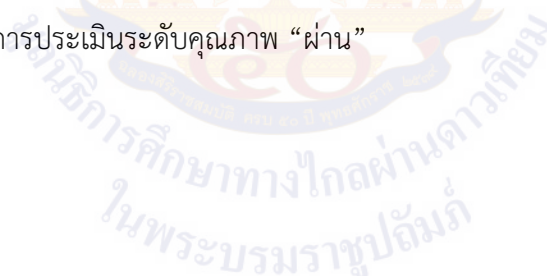 การประเมินระดับคุณภาพ “ผ่าน”
มูลนิธิการศึกษาทางไกลผ่านดาวเทียม
ในพระบรมราชูปถัมภ์